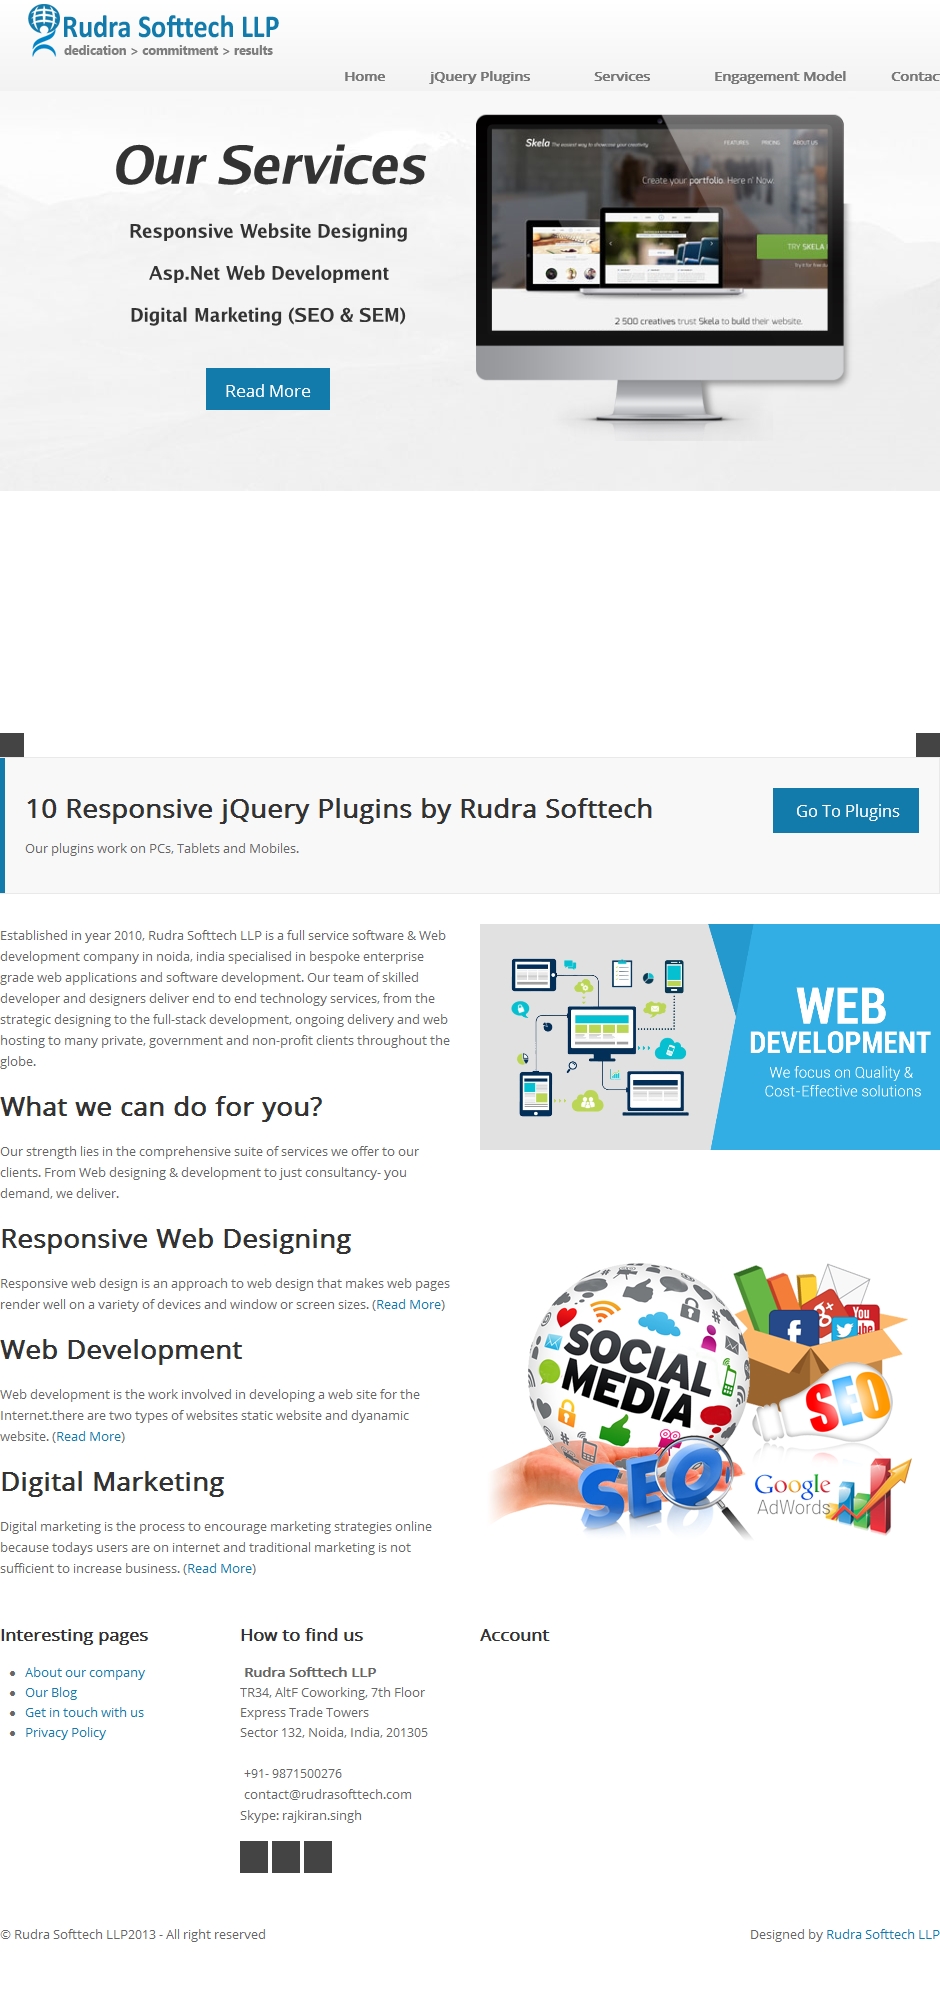 Rudra Softtech LLP
dedication > commitment > results
Home jQuery Plugins Services Engagement Model Contac
Our Services
Responsive Website Designing
Asp.Net Web Development
Digital Marketing (SEO & SEM)
Read More
Skela The easiest way to showcase your creativity FEATURES PRICING ABOUT US
Create your portfolio. Here n' Now.
TRY SKELA
2 500 creatives trust Skela to build their website.
10 Responsive jQuery Plugins by Rudra Softtech
Our plugins work on PCs, Tablets and Mobiles.
Go To Plugins
Established in year 2010, Rudra Softtech LLP is a full service software & Web
development company in noida, india specialised in bespoke enterprise
grade web applications and software development. Our team of skilled
developer and designers deliver end to end technology services, from the
strategic designing to the full-stack development, ongoing delivery and web
hosting to many private, government and non-profit clients throughout the
globe.
WEB
DEVELOPMENT
We focus on Quality &
Cost-Effective solutions
What we can do for you?
Our strength lies in the comprehensive suite of services we offer to our
clients. From Web designing & development to just consultancy- you
demand, we deliver.
Responsive Web Designing
Responsive web design is an approach to web design that makes web pages
render well on a variety of devices and window or screen sizes. (Read More)
Web Development
Web development is the work involved in developing a web site for the
Internet.there are two types of websites static website and dyanamic
website. (Read More)
Digital Marketing
Digital marketing is the process to encourage marketing strategies online
because todays users are on internet and traditional marketing is not
sufficient to increase business. (Read More)
SOCIAL
MEDIA
SEO
g+
f
You
Tube
SEO
Google
AdWords
Interesting pages
About our company
Our Blog
Get in touch with us
Privacy Policy
How to find us
Rudra Softtech LLP
TR34, AltF Coworking, 7th Floor
Express Trade Towers
Sector 132, Noida, India, 201305
+91- 9871500276
contact@rudrasofttech.com
Skype: rajkiran.singh
Account
© Rudra Softtech LLP2013 - All right reserved
Designed by Rudra Softtech LLP